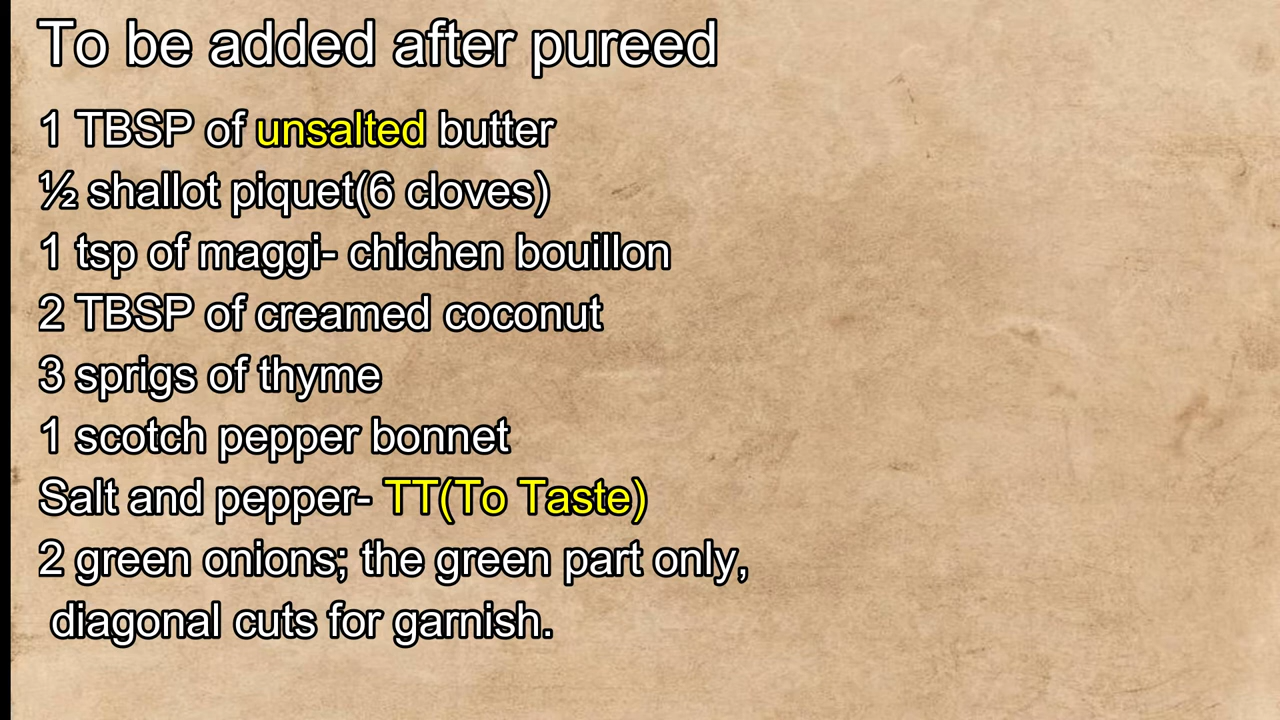 To be added after pureed
1 TBSP of unsalted butter
½ shallot piquet(6 cloves)
1 tsp of maggi- chichen bouillon
2 TBSP of creamed coconut
3 sprigs of thyme
1 scotch pepper bonnet
Salt and pepper- TT(To Taste)
2 green onions; the green part only,
diagonal cuts for garnish.